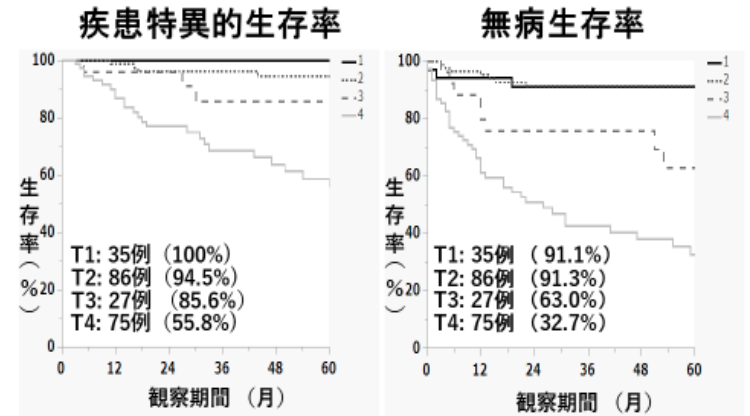 疾患特異的生存率
100
80
60
40
20
0
生存率（%）
1
2
3
4
T1: 35例（100%）
T2: 86例（94.5%）
T3: 27例（85.6%）
T4: 75例（55.8%）
0 12 24 36 48 60
観察期間 （月）
無病生存率
100
80
60
40
20
0
生存率（%）
1
2
3
4
T1: 35例（ 91.1%）
T2: 86例（91.3%）
T3: 27例（63.0%）
T4: 75例（32.7%）
0 12 24 36 48 60
観察期間 （月）